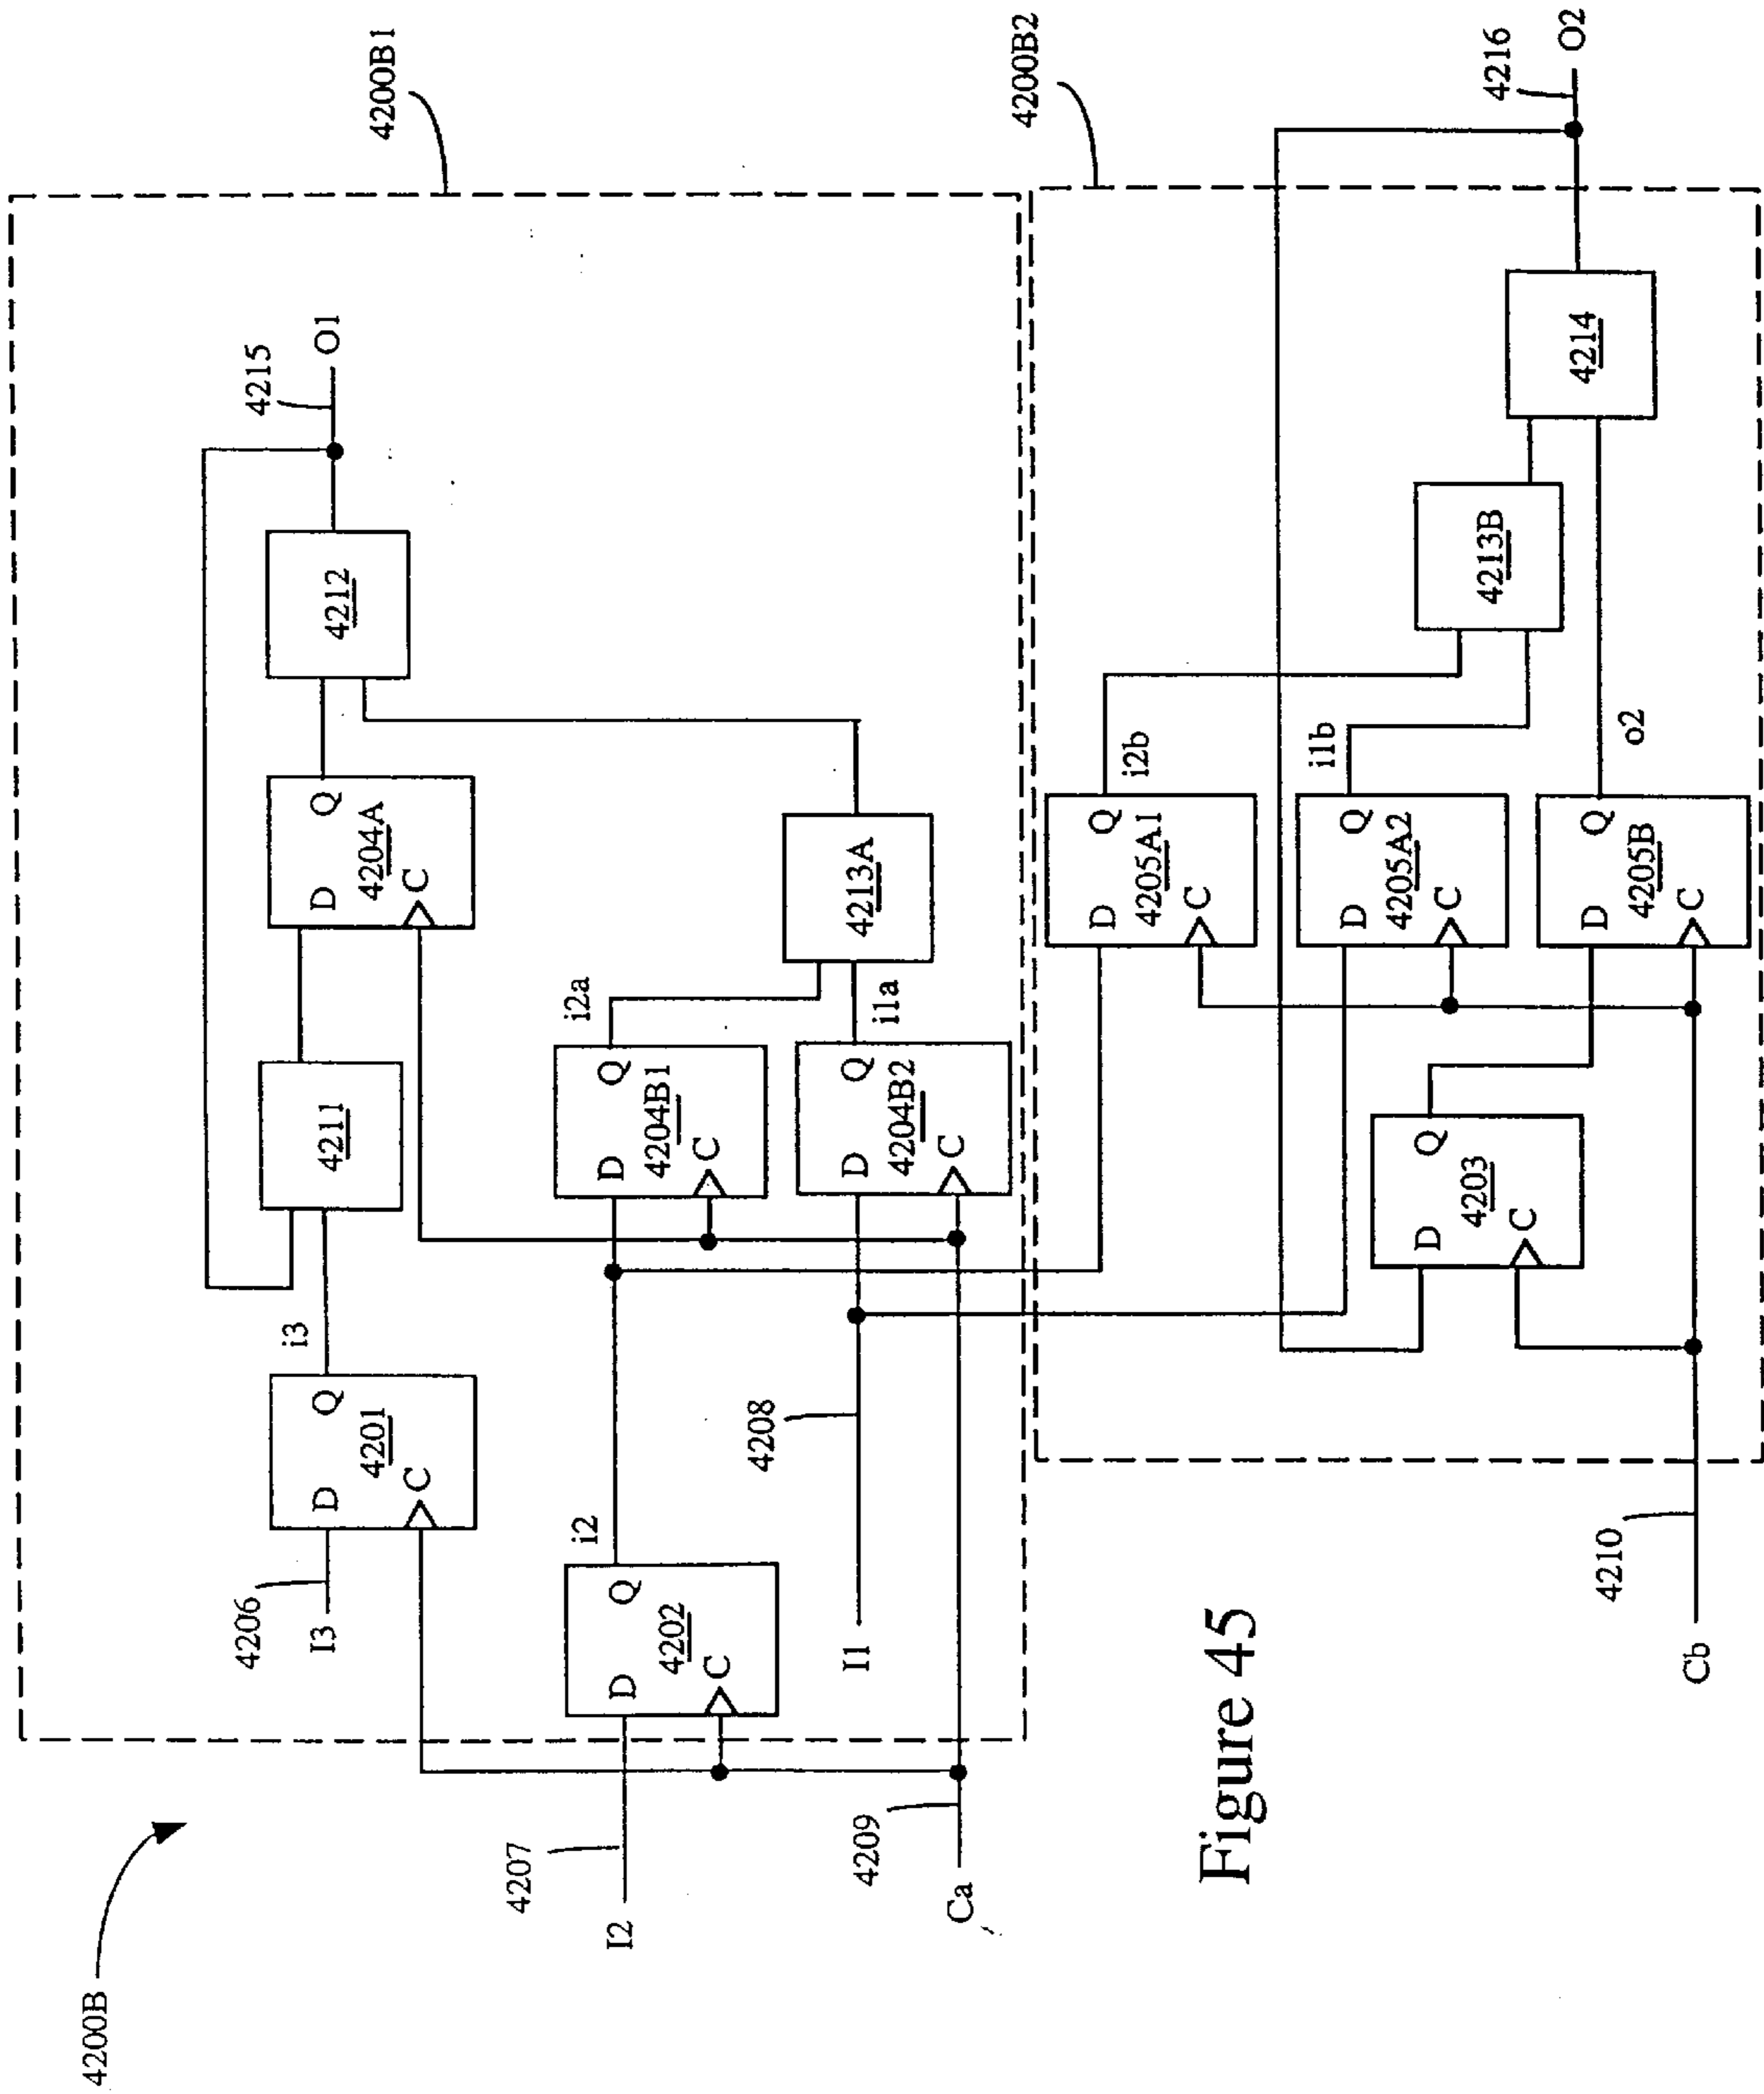 4200B
4200B1
4206
I3
D Q
4201
C
i3
4211
D Q
4204A
C
4212
4215
O1
4207
I2
D Q
4202
C
i2
D Q
4204B1
C
i2a
4208
I1
D Q
4204B2
C
i1a
4213A
4209
Ca
4200B2
D Q
4205A1
C
i2b
D Q
4205A2
C
i1b
4213B
D Q
4203
C
D Q
4205B
C
o2
4214
4216
O2
4210
Cb
Figure 45